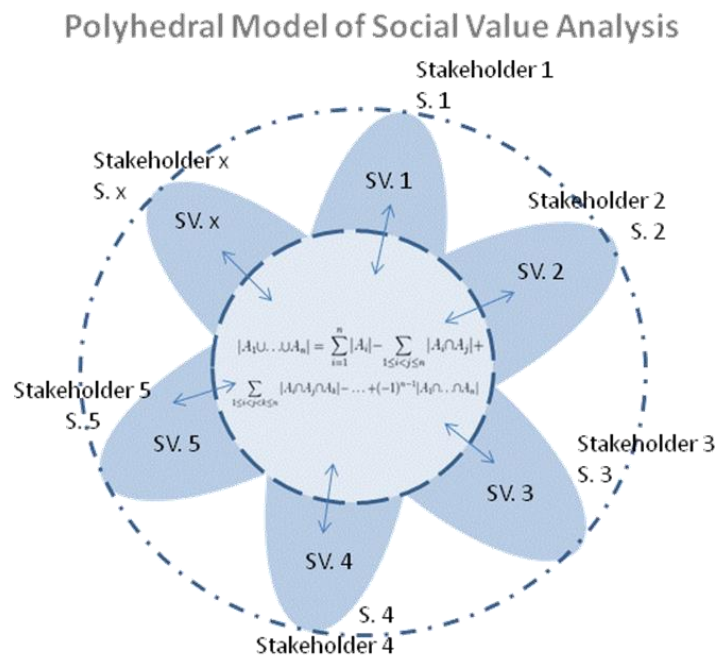 Polyhedral Model of Social Value Analysis
Stakeholder 1
S. 1
Stakeholder x
S. x
SV. 1
Stakeholder 2
S. 2
SV. x
SV. 2
|A₁∪…∪Aₙ| = ∑ⁿᵢ₌₁|Aᵢ|− ∑₁≤ᵢ<ⱼ≤ₙ |Aᵢ∩Aⱼ|+
∑₁≤ᵢ<ⱼ<ₖ≤ₙ |Aᵢ∩Aⱼ∩Aₖ|−…+(−1)ⁿ⁻¹|A₁∩…∩Aₙ|
Stakeholder 5
S. 5
SV. 5
Stakeholder 3
S. 3
SV. 3
SV. 4
S. 4
Stakeholder 4